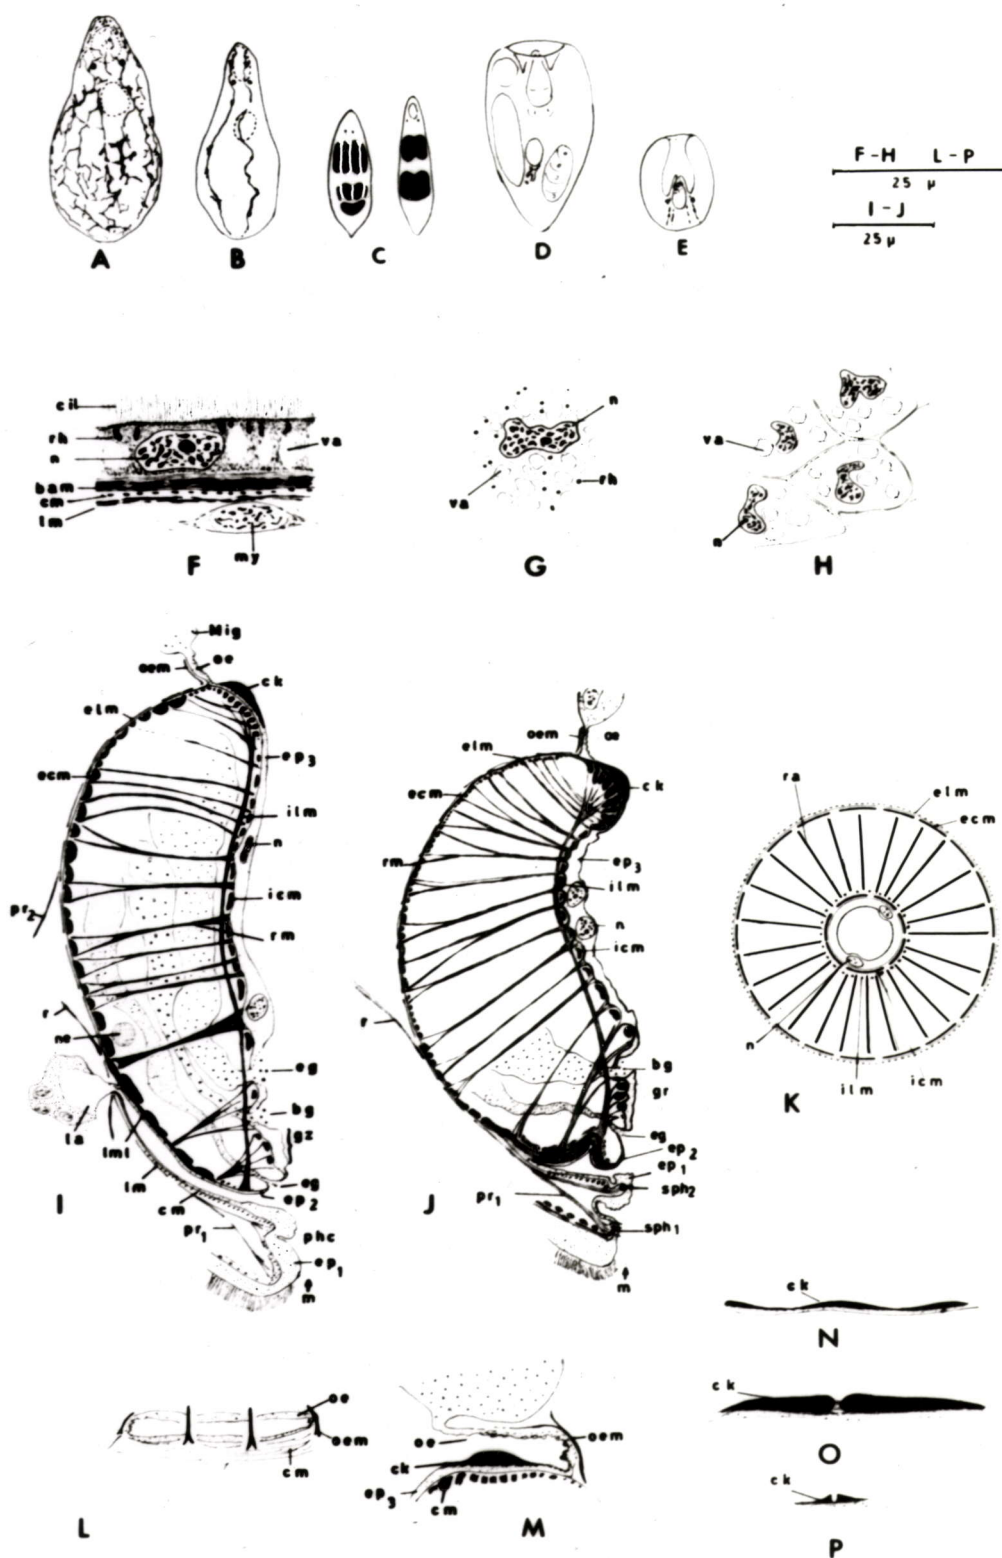 A
B
C
D
E
F-H L-P
25 μ
I-J
25 μ
cil
rh
n
bam
cm
lm
my
va
F
n
va
rh
G
va
n
H
Mig
oem
oe
ck
elm
ep3
ecm
ilm
n
icm
pr2
rm
r
ne
eg
bg
gz
la
lml
lm
eg
ep2
cm
pr1
phc
ep1
m
I
oem
oe
elm
ck
ecm
rm
ep3
ilm
n
icm
r
bg
gr
eg
ep2
ep1
sph2
pr1
sph1
m
J
ra
elm
ecm
n
ilm
icm
K
oe
oem
cm
L
oe
oem
ck
ep3
cm
M
ck
N
ck
O
ck
P